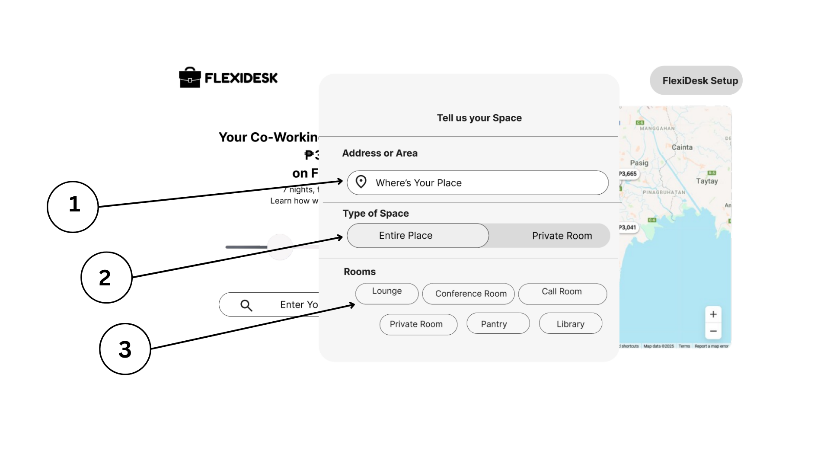 FLEXIDESK
FlexiDesk Setup
Tell us your Space
Your Co-Workin
₱3
on F
7 nights, t
Learn how w
Enter Yo
Address or Area
Where's Your Place
Type of Space
Entire Place
Private Room
Rooms
Lounge
Conference Room
Call Room
Private Room
Pantry
Library
1
2
3
MANGGAHAN
Cainta
Pasig
Taytay
₱3,665
PINAGBUHATAN
An
₱3,041
+
−
shortcuts
Map data ©2025
Terms
Report a map error